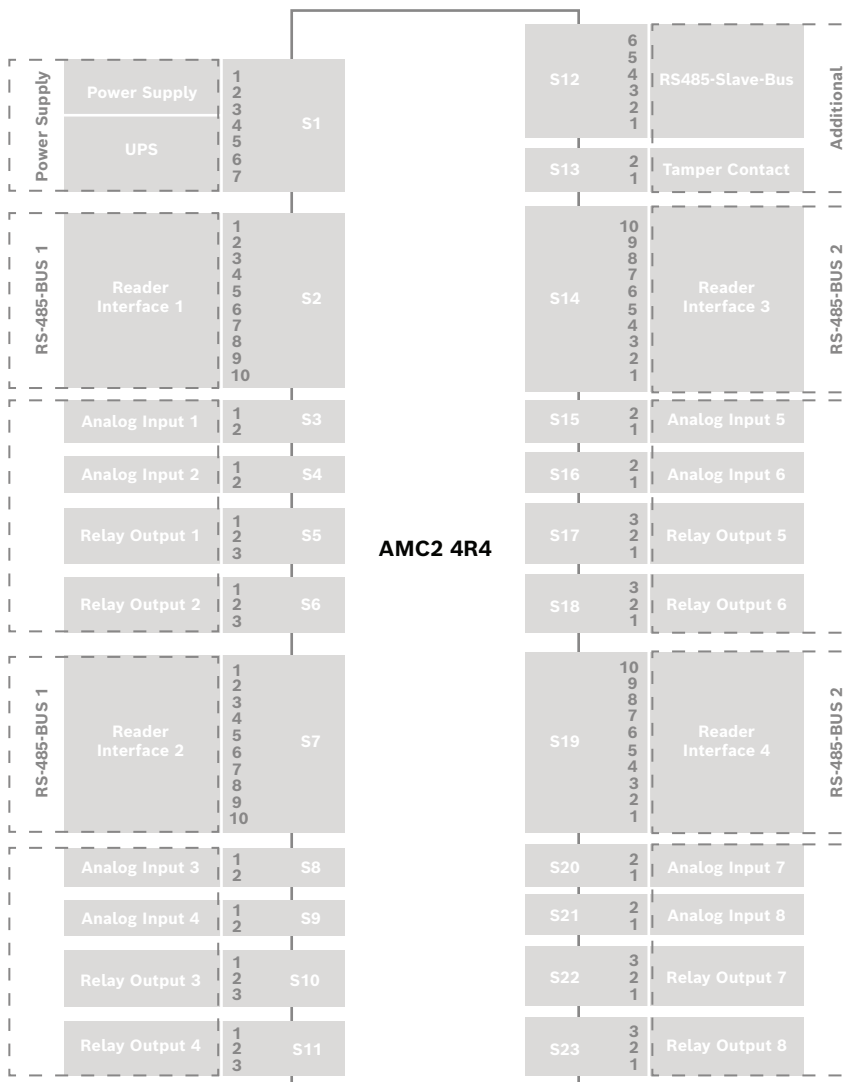 Power Supply
Power Supply
UPS
1
2
3
4
5
6
7
S1
RS-485-BUS 1
Reader
Interface 1
1
2
3
4
5
6
7
8
9
10
S2
Analog Input 1
1
2
S3
Analog Input 2
1
2
S4
Relay Output 1
1
2
3
S5
Relay Output 2
1
2
3
S6
RS-485-BUS 1
Reader
Interface 2
1
2
3
4
5
6
7
8
9
10
S7
Analog Input 3
1
2
S8
Analog Input 4
1
2
S9
Relay Output 3
1
2
3
S10
Relay Output 4
1
2
3
S11
AMC2 4R4
S12
6
5
4
3
2
1
RS485-Slave-Bus
Additional
S13
2
1
Tamper Contact
S14
10
9
8
7
6
5
4
3
2
1
Reader
Interface 3
RS-485-BUS 2
S15
2
1
Analog Input 5
S16
2
1
Analog Input 6
S17
3
2
1
Relay Output 5
S18
3
2
1
Relay Output 6
S19
10
9
8
7
6
5
4
3
2
1
Reader
Interface 4
RS-485-BUS 2
S20
2
1
Analog Input 7
S21
2
1
Analog Input 8
S22
3
2
1
Relay Output 7
S23
3
2
1
Relay Output 8